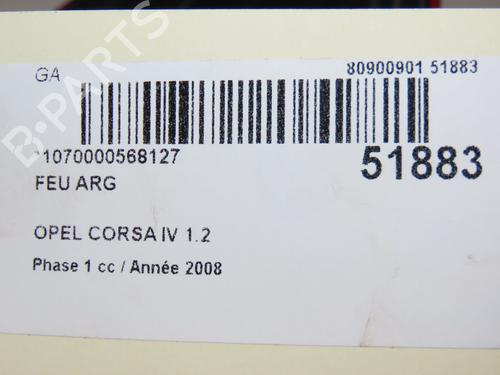 GA 80900901 51883
*1070000568127 51883
FEU ARG
OPEL CORSA IV 1.2
Phase 1 cc / Année 2008
B-PARTS